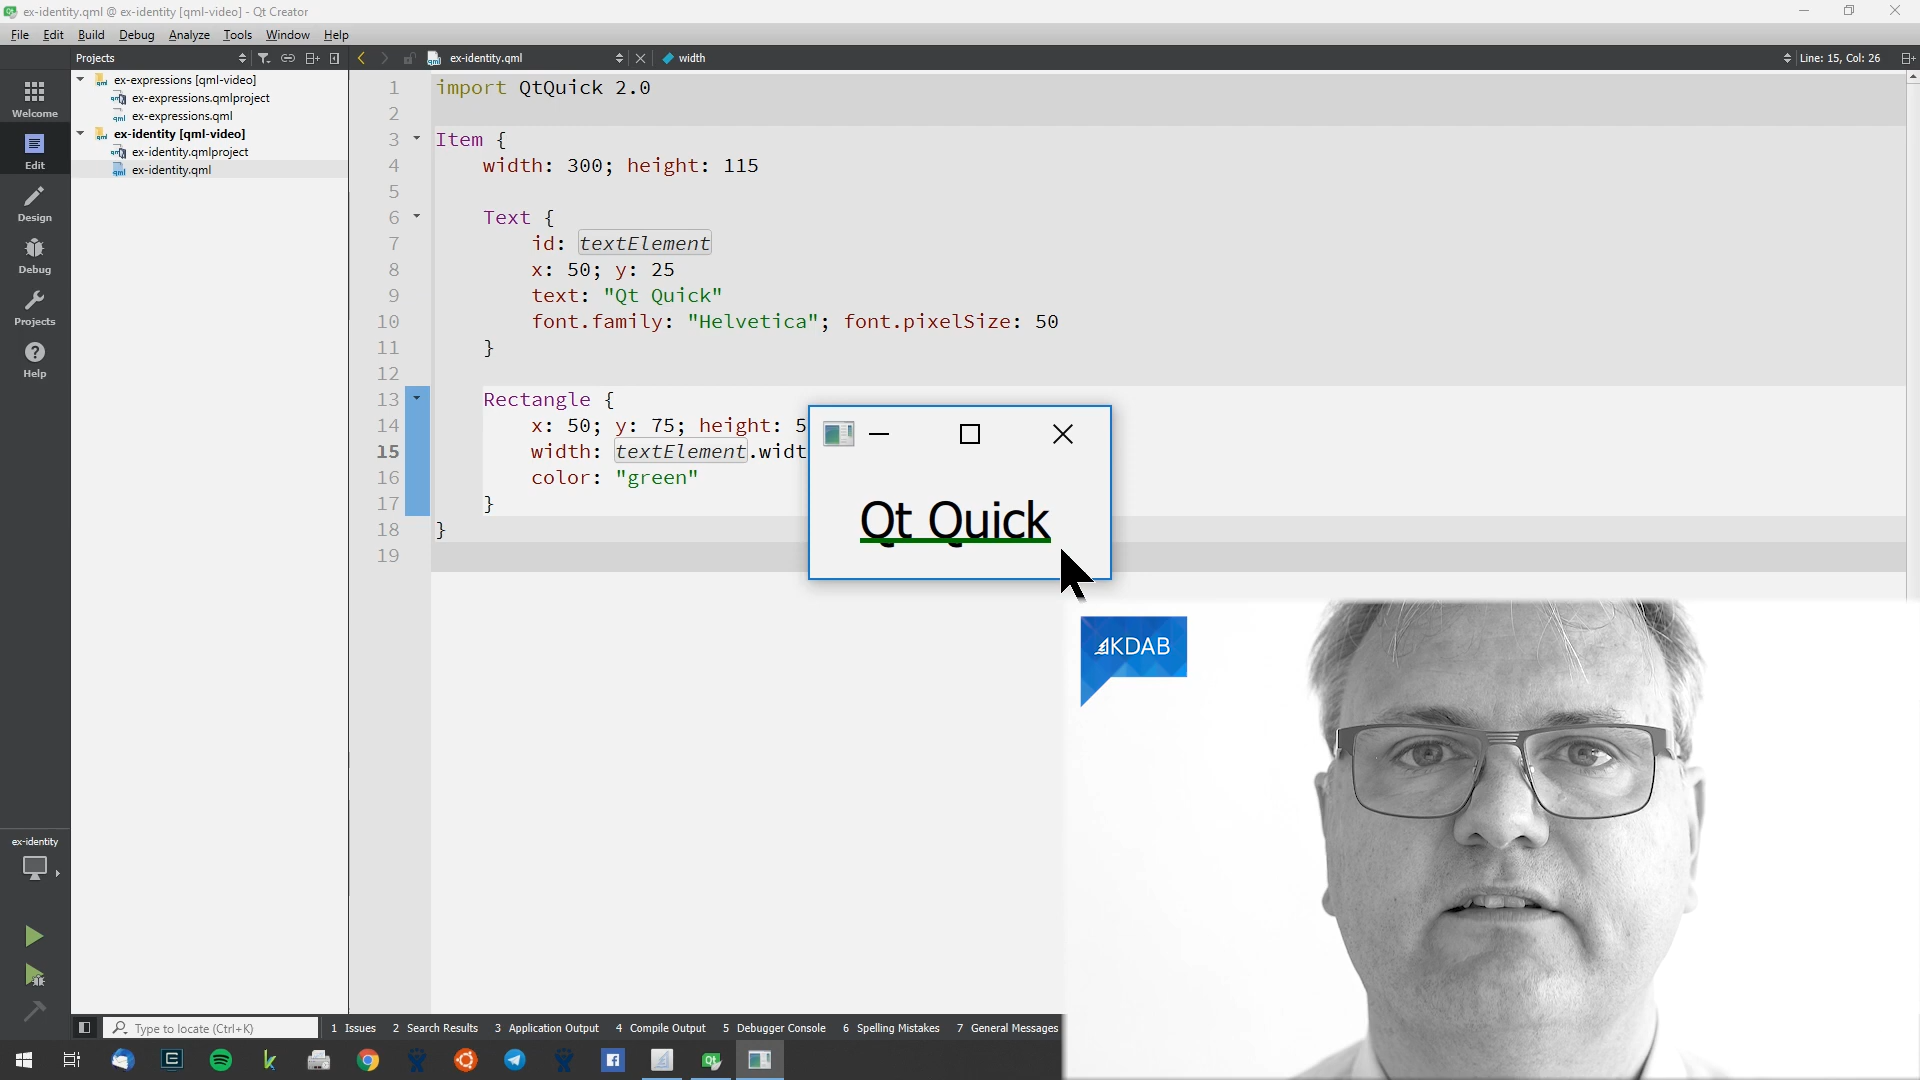 ex-identity.qml @ ex-identity [qml-video] - Qt Creator
File Edit Build Debug Analyze Tools Window Help
Projects
ex-identity.qml
width
Line: 15, Col: 26
Welcome
Edit
Design
Debug
Projects
Help
ex-expressions [qml-video]
ex-expressions.qmlproject
ex-expressions.qml
ex-identity [qml-video]
ex-identity.qmlproject
ex-identity.qml
1 import QtQuick 2.0
2
3 Item {
4 width: 300; height: 115
5
6 Text {
7 id: textElement
8 x: 50; y: 25
9 text: "Qt Quick"
10 font.family: "Helvetica"; font.pixelSize: 50
11 }
12
13 Rectangle {
14 x: 50; y: 75; height: 5
15 width: textElement.widt
16 color: "green"
17 }
18 }
19
Qt Quick
KDAB
ex-identity
Type to locate (Ctrl+K)
1 Issues 2 Search Results 3 Application Output 4 Compile Output 5 Debugger Console 6 Spelling Mistakes 7 General Messages